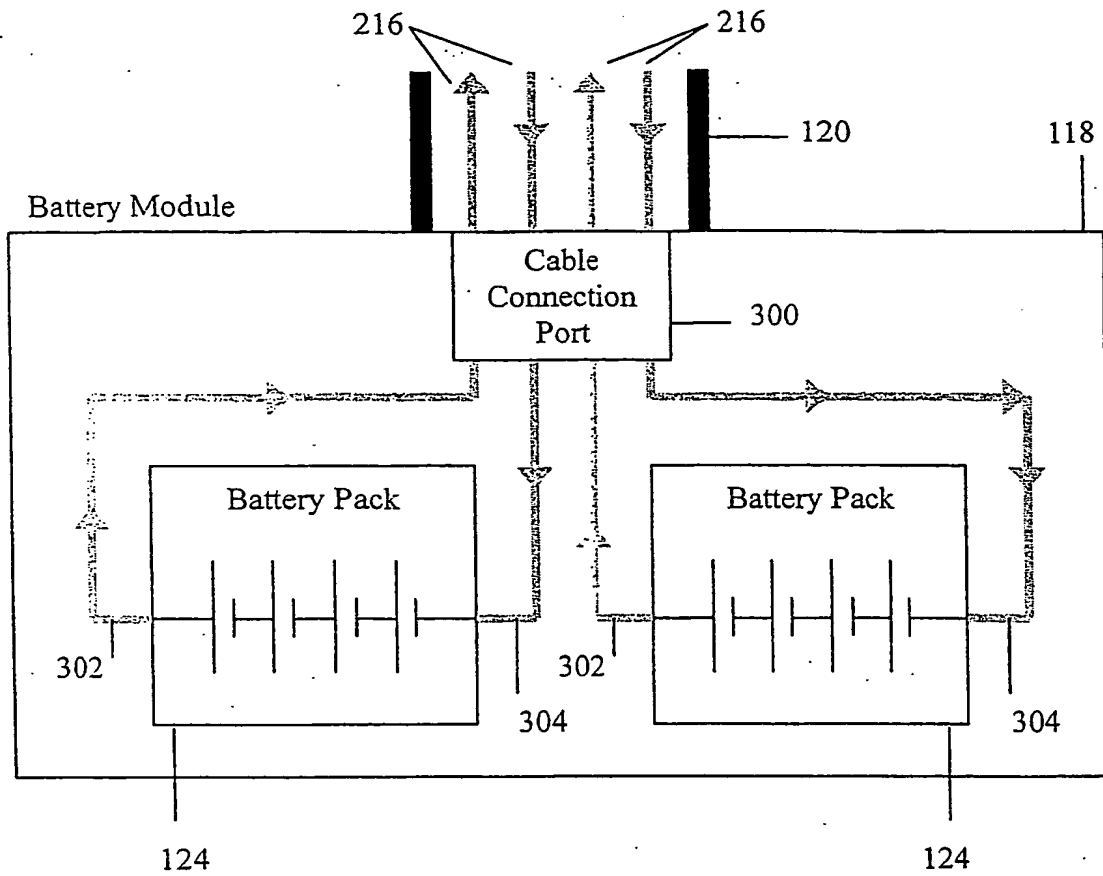 216
216
120
118
Battery Module
Cable
Connection
Port
300
Battery Pack
Battery Pack
302
304
302
304
124
124